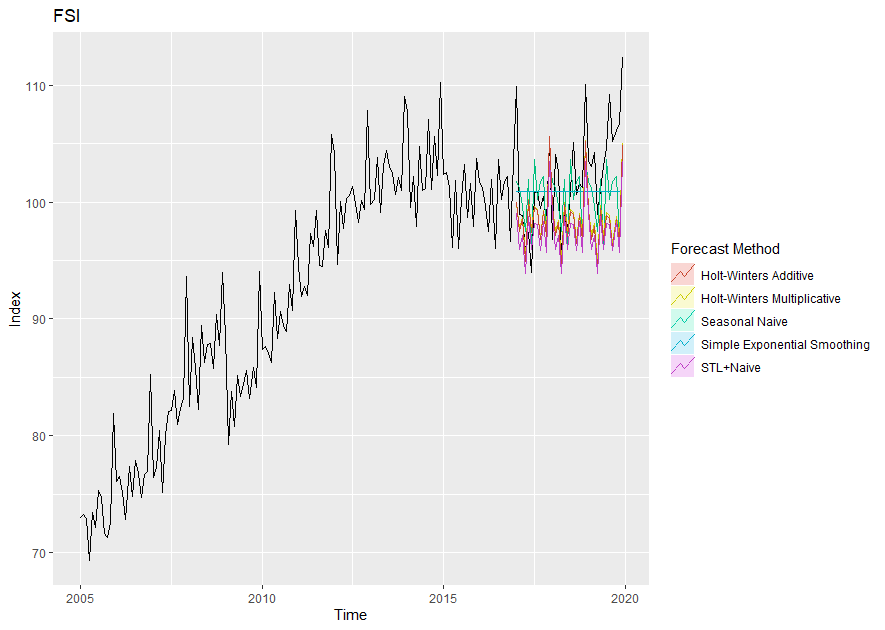 FSI
110
100
90
80
70
Index
2005
2010
2015
2020
Time
Forecast Method
Holt-Winters Additive
Holt-Winters Multiplicative
Seasonal Naive
Simple Exponential Smoothing
STL+Naive